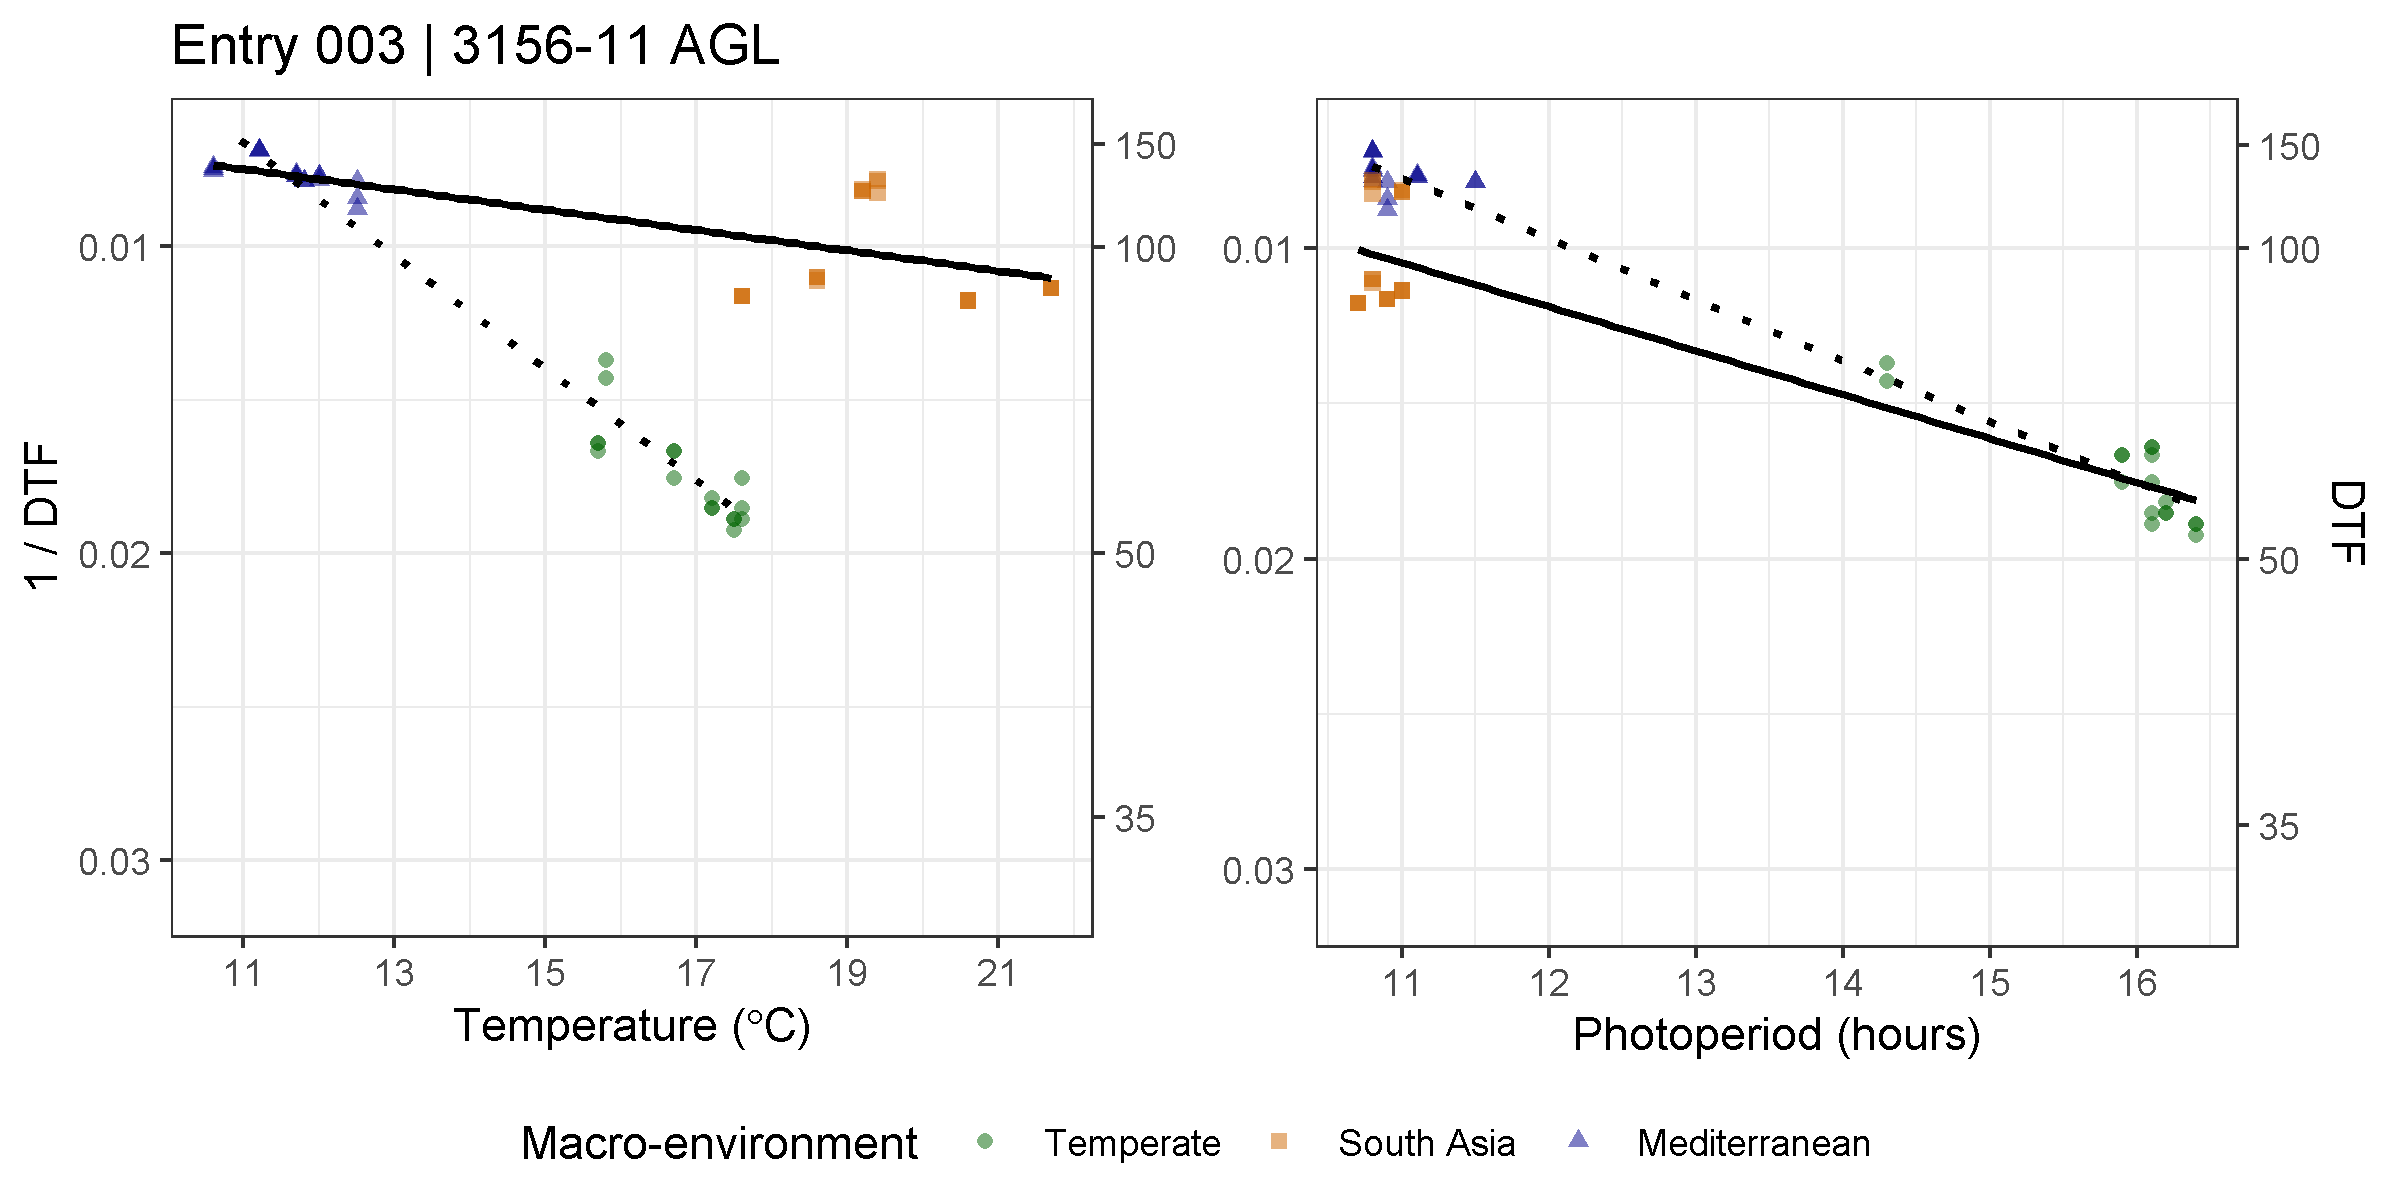 Entry 003 | 3156-11 AGL
1 / DTF
0.01
0.02
0.03
150
100
50
35
11 13 15 17 19 21
Temperature (°C)
0.01
0.02
0.03
150
100
50
35
DTF
11 12 13 14 15 16
Photoperiod (hours)
Macro-environment Temperate South Asia Mediterranean